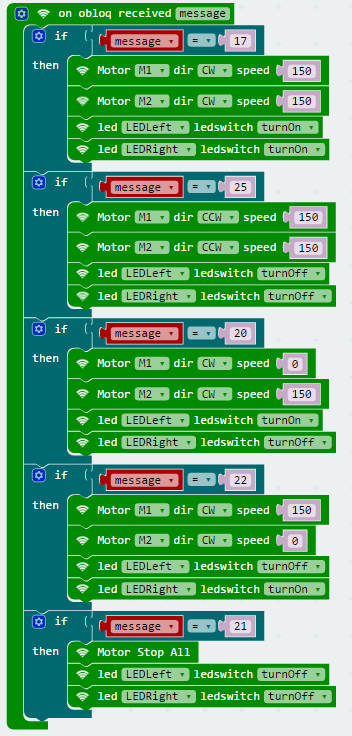 on obloq received message
if message = 17
then
Motor M1 dir CW speed 150
Motor M2 dir CW speed 150
led LEDLeft ledswitch turnOn
led LEDRight ledswitch turnOn
if message = 25
then
Motor M1 dir CCW speed 150
Motor M2 dir CCW speed 150
led LEDLeft ledswitch turnOff
led LEDRight ledswitch turnOff
if message = 20
then
Motor M1 dir CW speed 0
Motor M2 dir CW speed 150
led LEDLeft ledswitch turnOn
led LEDRight ledswitch turnOff
if message = 22
then
Motor M1 dir CW speed 150
Motor M2 dir CW speed 0
led LEDLeft ledswitch turnOff
led LEDRight ledswitch turnOn
if message = 21
then
Motor Stop All
led LEDLeft ledswitch turnOff
led LEDRight ledswitch turnOff